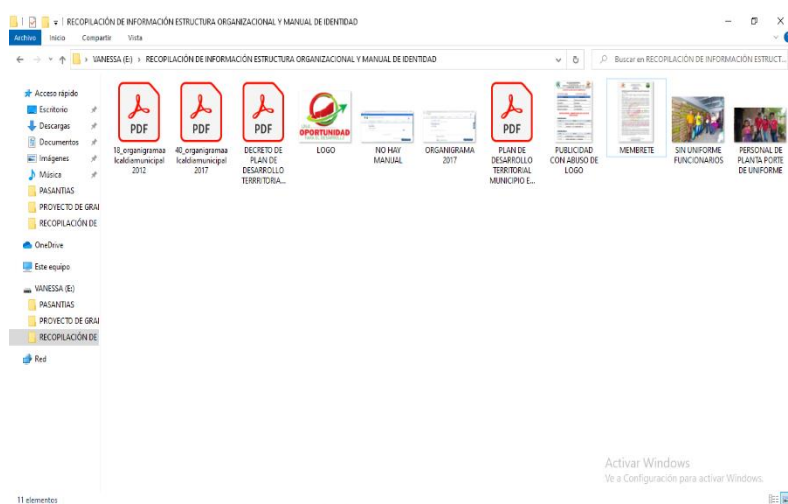 RECOPILACIÓN DE INFORMACIÓN ESTRUCTURA ORGANIZACIONAL Y MANUAL DE IDENTIDAD
Archivo Inicio Compartir Vista
VANESSA (E:) RECOPILACIÓN DE INFORMACIÓN ESTRUCTURA ORGANIZACIONAL Y MANUAL DE IDENTIDAD
Buscar en RECOPILACIÓN DE INFORMACIÓN ESTRUCT...
Acceso rápido
Escritorio
Descargas
Documentos
Imágenes
Música
PASANTIAS
PROYECTO DE GRAI
RECOPILACIÓN DE
OneDrive
Este equipo
VANESSA (E:)
PASANTIAS
PROYECTO DE GRAI
RECOPILACIÓN DE
Red
PDF
18_organigramaa
lcaldiamunicipal
2012
PDF
40_organigramaa
lcaldiamunicipal
2017
PDF
DECRETO DE
PLAN DE
DESARROLLO
TERRRITORIA...
OPORTUNIDAD
LOGO
NO HAY
MANUAL
ORGANIGRAMA
2017
PDF
PLAN DE
DESARROLLO
TERRITORIAL
MUNICIPIO E...
PUBLICIDAD
CON ABUSO DE
LOGO
MEMBRETE
SIN UNIFORME
FUNCIONARIOS
PERSONAL DE
PLANTA PORTE
DE UNIFORME
Activar Windows
Ve a Configuración para activar Windows.
11 elementos